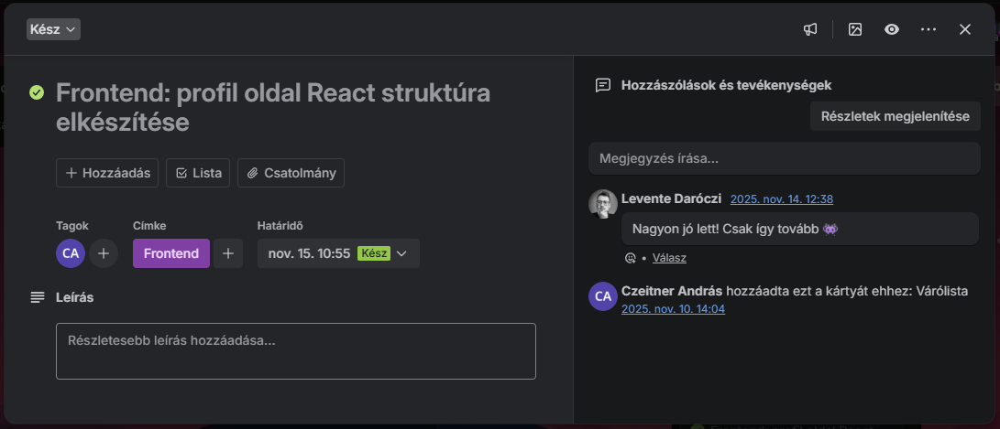 Kész
Frontend: profil oldal React struktúra
elkészítése
Hozzáadás
Lista
Csatolmány
Tagok
Címke
Határidő
CA
Frontend
nov. 15. 10:55
Kész
Leírás
Részletesebb leírás hozzáadása...
Hozzászólások és tevékenységek
Részletek megjelenítése
Megjegyzés írása...
Levente Daróczi 2025. nov. 14. 12:38
Nagyon jó lett! Csak így tovább 👾
• Válasz
CA
Czeitner András hozzáadta ezt a kártyát ehhez: Várólista
2025. nov. 10. 14:04